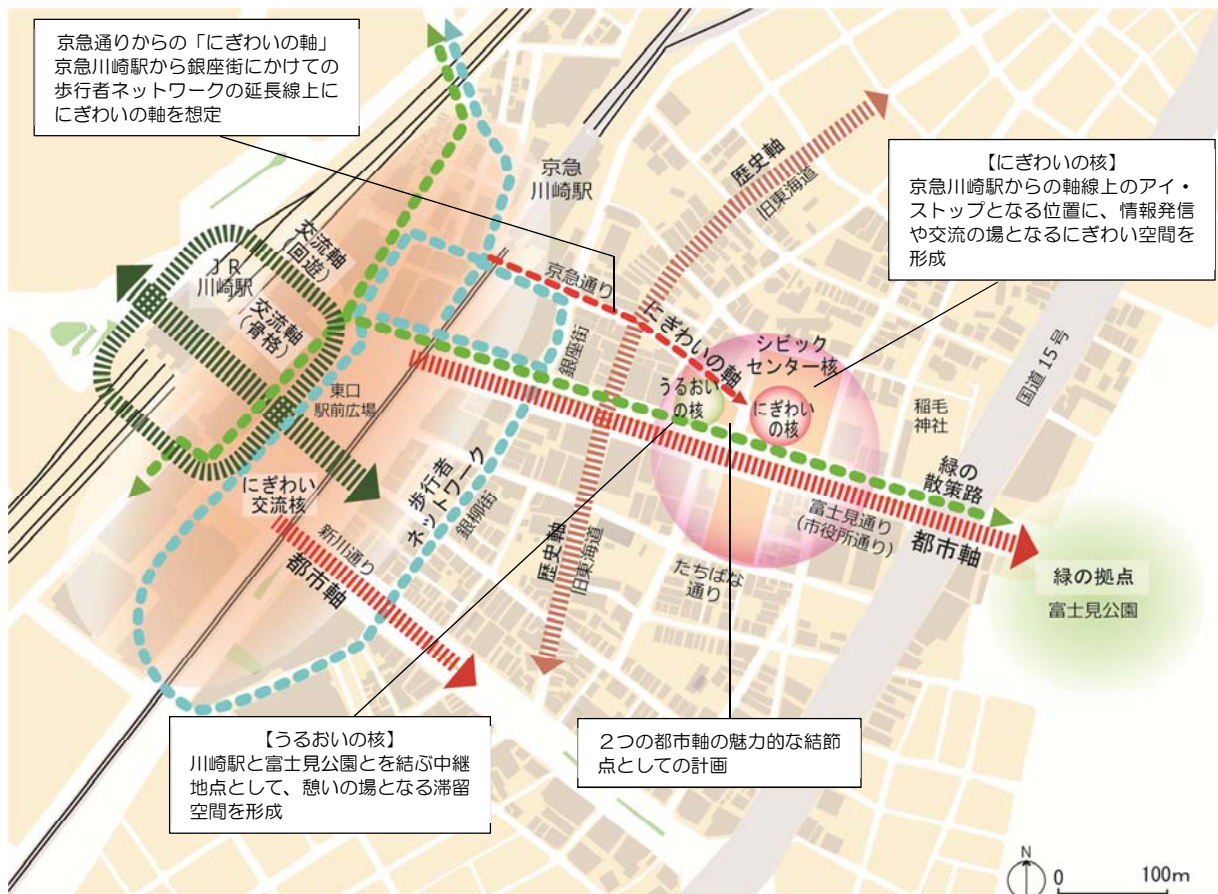 京急通りからの「にぎわいの軸」
京急川崎駅から銀座街にかけての
歩行者ネットワークの延長線上に
にぎわいの軸を想定
【にぎわいの核】
京急川崎駅からの軸線上のアイ・
ストップとなる位置に、情報発信
や交流の場となるにぎわい空間を
形成
京急
川崎駅
歴史軸
旧東海道
交流軸
(回遊)
JR
川崎駅
交流軸
(骨格)
東口
駅前広場
京急通り
にぎわいの軸
銀座街
シビック
センター核
うるおい
の核
にぎわい
の核
稲毛
神社
国道15号
緑の
散策路
富士見通り
(市役所通り)
都市軸
緑の拠点
富士見公園
にぎわい
交流核
新川通り
都市軸
歩行者
ネットワーク
銀柳街
歴史軸
旧東海道
たちばな
通り
【うるおいの核】
川崎駅と富士見公園とを結ぶ中継
地点として、憩いの場となる滞留
空間を形成
2つの都市軸の魅力的な結節
点としての計画
N
0 100m